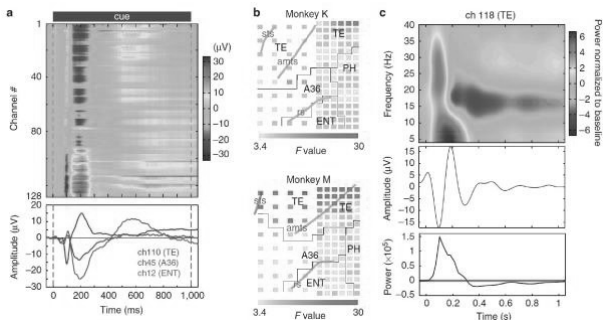 a
cue
1
40
80
128
Channel #
(µV)
30
20
10
0
−10
−20
−30
20
10
0
−10
−20
−30
Amplitude (µV)
ch110 (TE)
ch45 (A36)
ch12 (ENT)
0 200 400 600 800 1,000
Time (ms)
b
Monkey K
sts
TE
TE
amts
PH
A36
rs
ENT
3.4 30
F value
Monkey M
sts
TE
TE
amts
PH
A36
rs
ENT
3.4 30
F value
c
ch 118 (TE)
40
35
30
25
20
15
10
5
Frequency (Hz)
6
4
2
0
−2
−4
−6
Power normalized to baseline
15
10
5
0
−5
−10
−15
Amplitude (µV)
1.5
1.0
0.5
0
−0.5
Power (×10⁵)
0 0.2 0.4 0.6 0.8 1.0
Time (s)